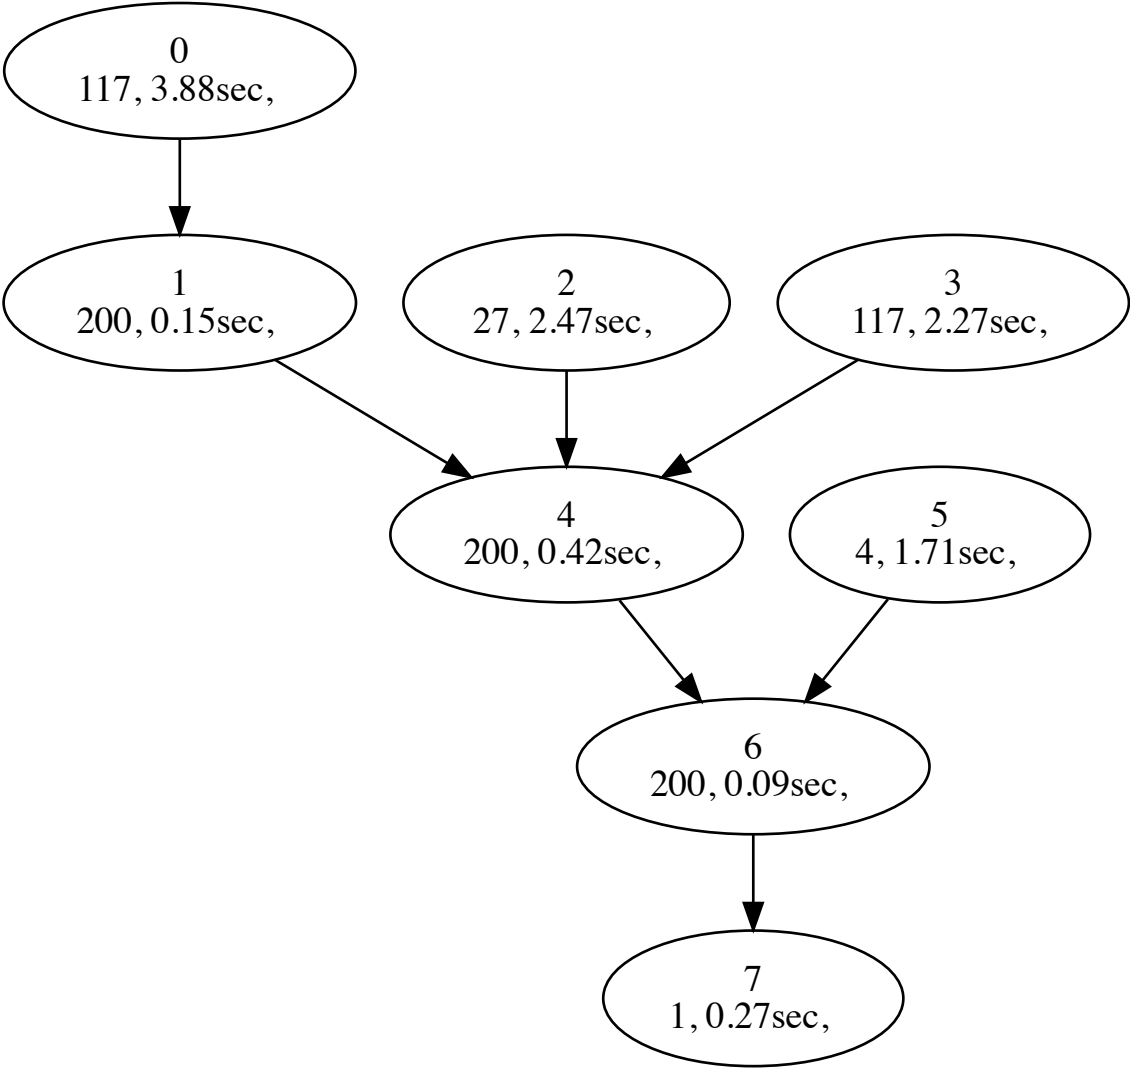 0
117, 3.88sec,
1
200, 0.15sec,
2
27, 2.47sec,
3
117, 2.27sec,
4
200, 0.42sec,
5
4, 1.71sec,
6
200, 0.09sec,
7
1, 0.27sec,